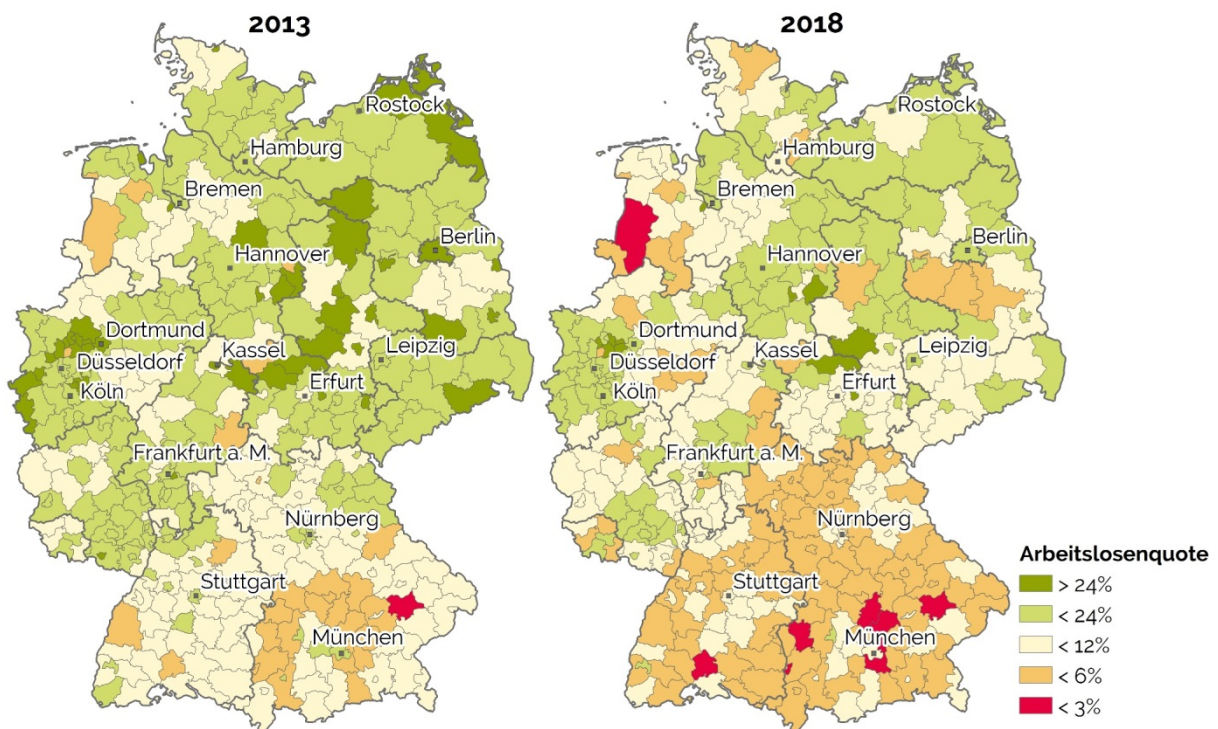 2013
Rostock
Hamburg
Bremen
Berlin
Hannover
Dortmund
Düsseldorf
Kassel
Leipzig
Köln
Erfurt
Frankfurt a. M.
Nürnberg
Stuttgart
München
2018
Rostock
Hamburg
Bremen
Berlin
Hannover
Dortmund
Düsseldorf
Kassel
Leipzig
Köln
Erfurt
Frankfurt a. M.
Nürnberg
Stuttgart
München
Arbeitslosenquote
> 24%
< 24%
< 12%
< 6%
< 3%